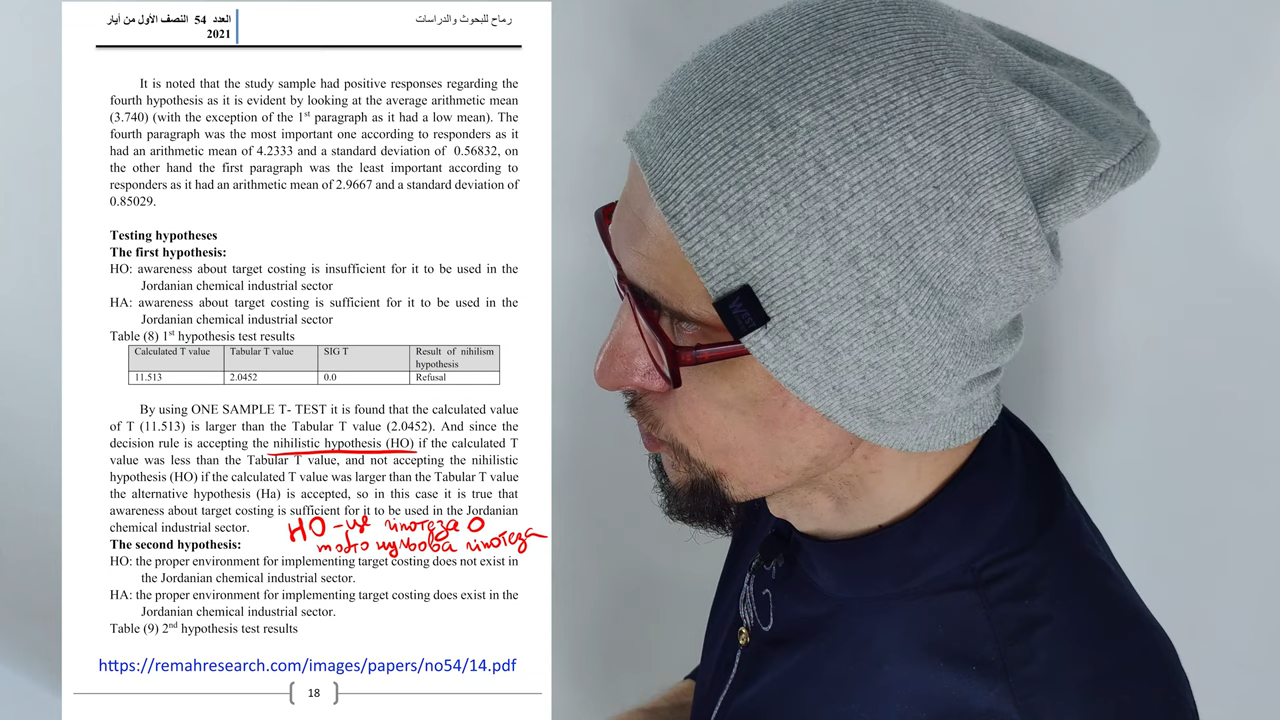 العدد 54 النصف الأول من أيار
2021
رماح للبحوث والدراسات
It is noted that the study sample had positive responses regarding the
fourth hypothesis as it is evident by looking at the average arithmetic mean
(3.740) (with the exception of the 1st paragraph as it had a low mean). The
fourth paragraph was the most important one according to responders as it
had an arithmetic mean of 4.2333 and a standard deviation of 0.56832, on
the other hand the first paragraph was the least important according to
responders as it had an arithmetic mean of 2.9667 and a standard deviation of
0.85029.
Testing hypotheses
The first hypothesis:
HO: awareness about target costing is insufficient for it to be used in the
Jordanian chemical industrial sector
HA: awareness about target costing is sufficient for it to be used in the
Jordanian chemical industrial sector
Table (8) 1st hypothesis test results
Calculated T value Tabular T value SIG T Result of nihilism
hypothesis
11.513 2.0452 0.0 Refusal
By using ONE SAMPLE T- TEST it is found that the calculated value
of T (11.513) is larger than the Tabular T value (2.0452). And since the
decision rule is accepting the nihilistic hypothesis (HO) if the calculated T
value was less than the Tabular T value, and not accepting the nihilistic
hypothesis (HO) if the calculated T value was larger than the Tabular T value
the alternative hypothesis (Ha) is accepted, so in this case it is true that
awareness about target costing is sufficient for it to be used in the Jordanian
chemical industrial sector.
НО - це гіпотеза О
тобто нульова гіпотеза
The second hypothesis:
HO: the proper environment for implementing target costing does not exist in
the Jordanian chemical industrial sector.
HA: the proper environment for implementing target costing does exist in the
Jordanian chemical industrial sector.
Table (9) 2nd hypothesis test results
https://remahresearch.com/images/papers/no54/14.pdf
18
WEST